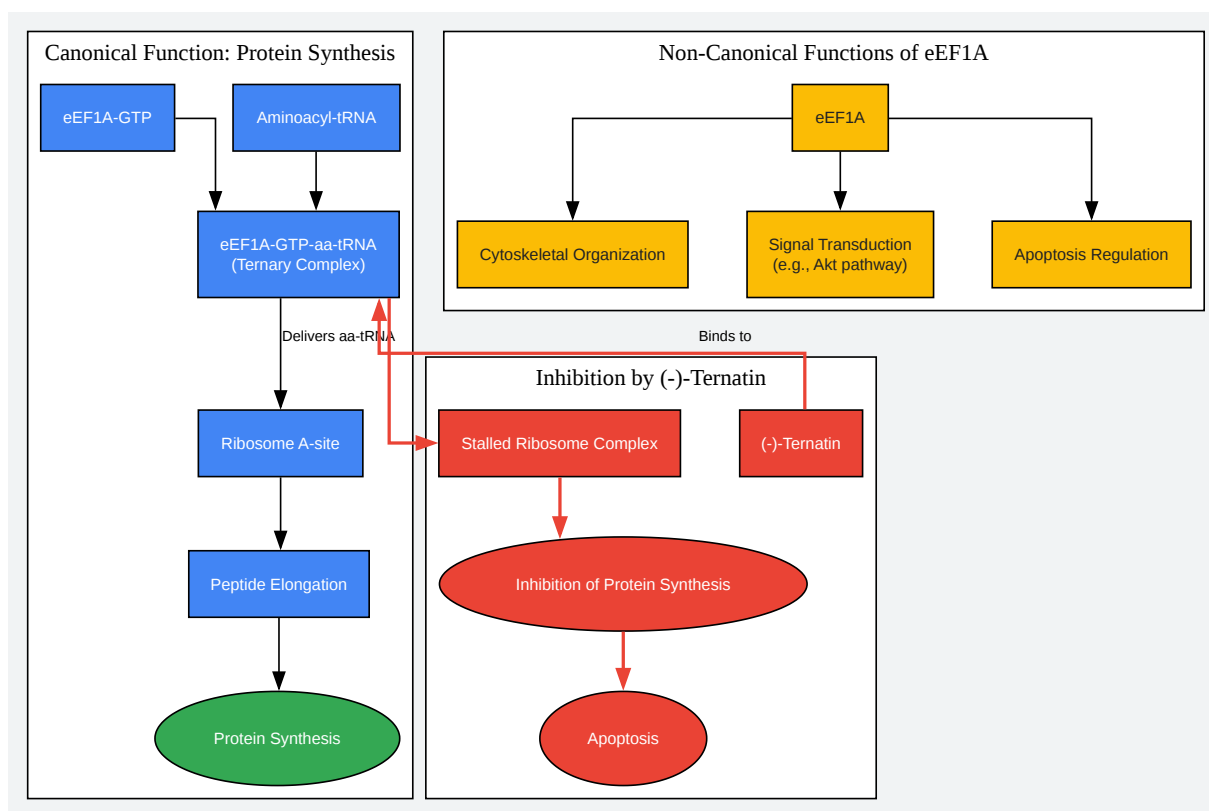 Canonical Function: Protein Synthesis
eEF1A-GTP
Aminoacyl-tRNA
eEF1A-GTP-aa-tRNA
(Ternary Complex)
Delivers aa-tRNA
Ribosome A-site
Peptide Elongation
Protein Synthesis
Non-Canonical Functions of eEF1A
eEF1A
Cytoskeletal Organization
Signal Transduction
(e.g., Akt pathway)
Apoptosis Regulation
Binds to
Inhibition by (-)-Ternatin
Stalled Ribosome Complex
(-)-Ternatin
Inhibition of Protein Synthesis
Apoptosis